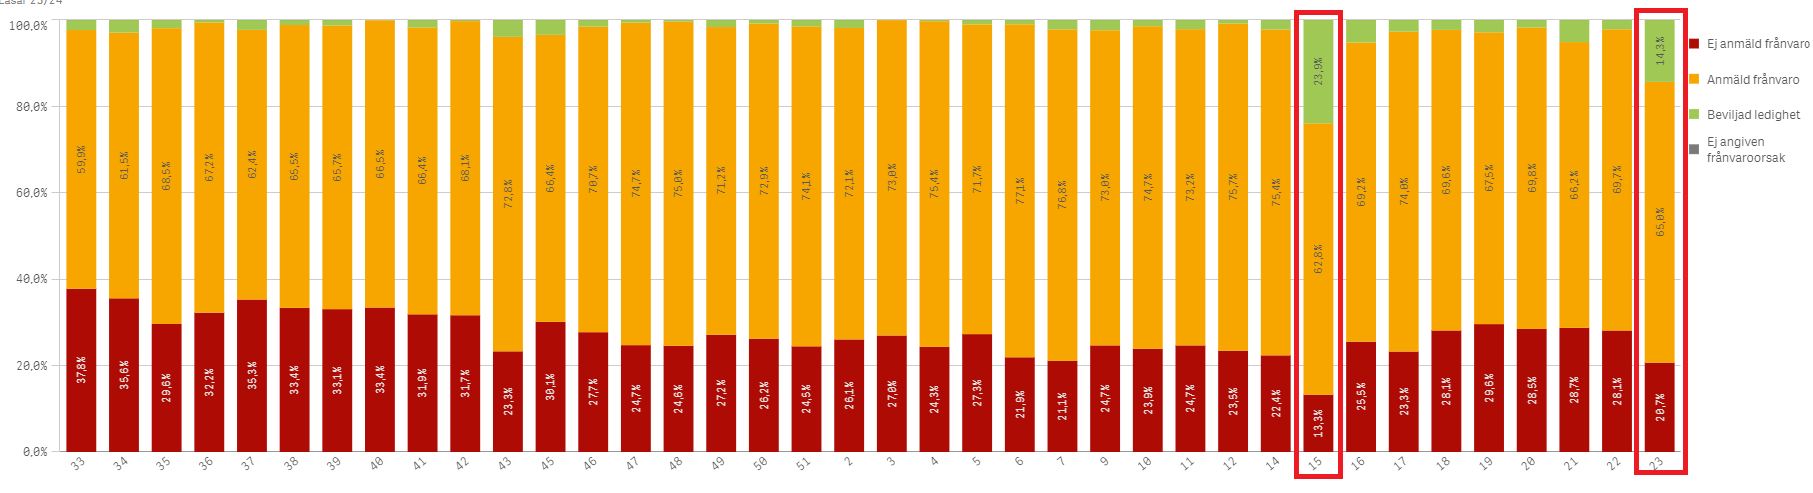 Läsår 23/24
100,0%
80,0%
60,0%
40,0%
20,0%
0,0%
59,9% 61,5% 68,5% 67,2% 62,4% 65,5% 65,7% 66,5% 66,4% 68,1% 72,8% 66,4% 70,7% 74,7% 75,0% 71,2% 72,9% 74,1% 72,1% 73,0% 75,4% 71,7% 77,1% 76,8% 73,0% 74,7% 73,2% 75,7% 75,4% 62,8% 69,2% 74,0% 69,6% 67,5% 69,8% 66,2% 69,7% 65,0%
23,9% 14,3%
37,8% 35,6% 29,6% 32,2% 35,3% 33,4% 33,1% 33,4% 31,9% 31,7% 23,3% 30,1% 27,7% 24,7% 24,6% 27,2% 26,2% 24,5% 26,1% 27,0% 24,3% 27,3% 21,9% 21,1% 24,7% 23,9% 24,7% 23,5% 22,4% 13,3% 25,5% 23,3% 28,1% 29,6% 28,5% 28,7% 28,1% 20,7%
33 34 35 36 37 38 39 40 41 42 43 45 46 47 48 49 50 51 2 3 4 5 6 7 9 10 11 12 14 15 16 17 18 19 20 21 22 23
Ej anmäld frånvaro
Anmäld frånvaro
Beviljad ledighet
Ej angiven
frånvaroorsak